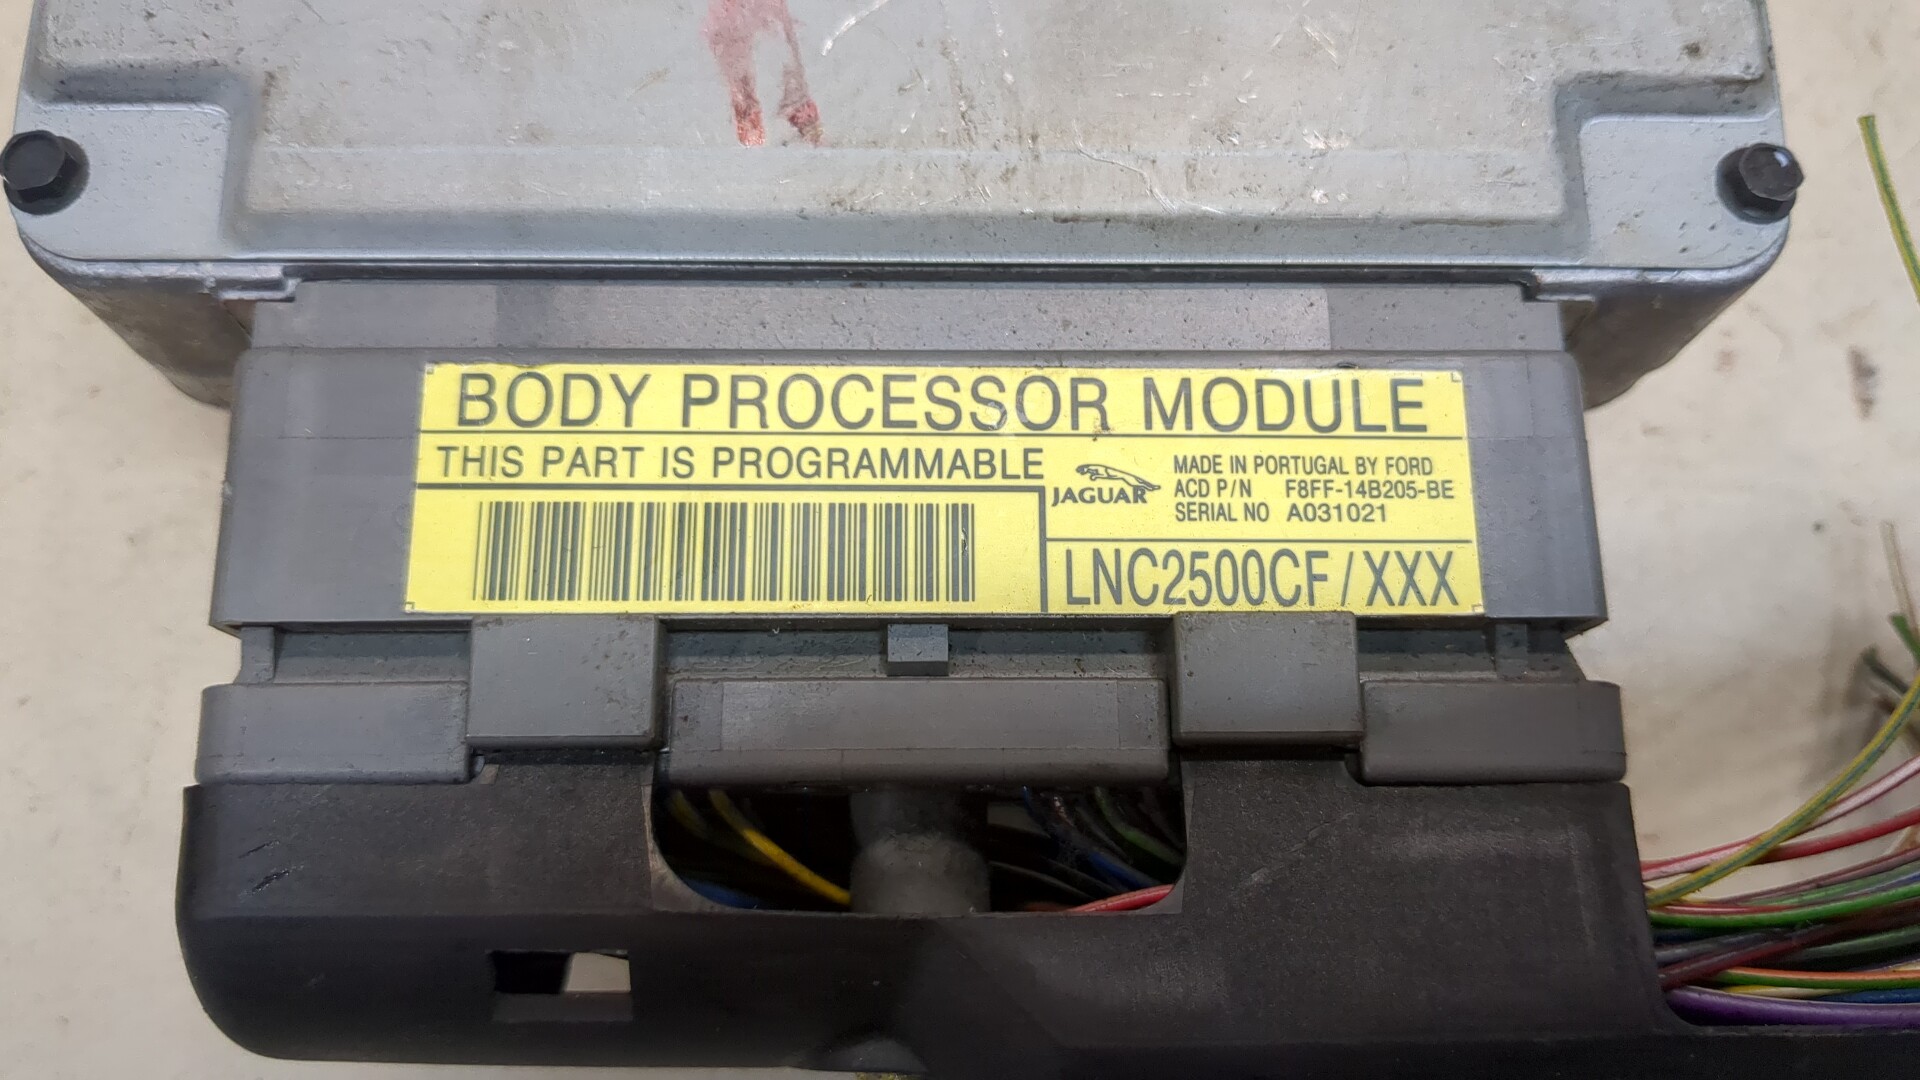 BODY PROCESSOR MODULE
THIS PART IS PROGRAMMABLE
JAGUAR
MADE IN PORTUGAL BY FORD
ACD P/N F8FF-14B205-BE
SERIAL NO A031021
LNC2500CF/XXX